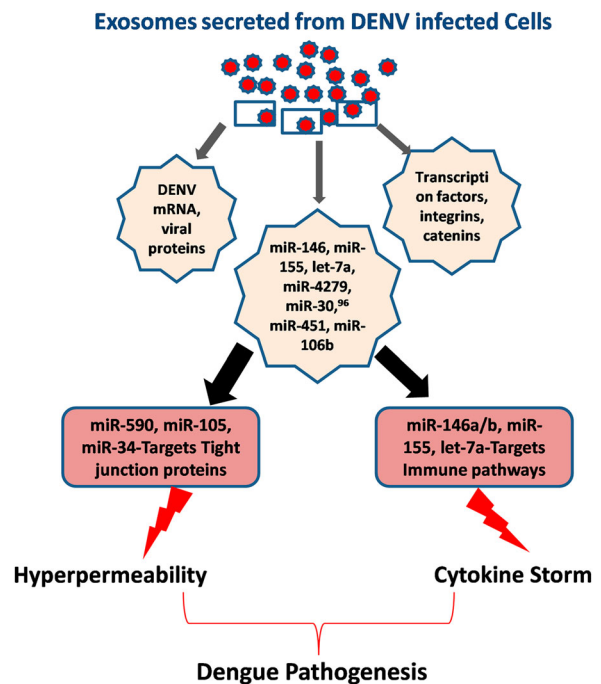 Exosomes secreted from DENV infected Cells
DENV
mRNA,
viral
proteins
Transcripti
on factors,
integrins,
catenins
miR-146, miR-
155, let-7a,
miR-4279,
miR-30,⁹⁶
miR-451, miR-
106b
miR-590, miR-105,
miR-34-Targets Tight
junction proteins
miR-146a/b, miR-
155, let-7a-Targets
Immune pathways
Hyperpermeability
Cytokine Storm
Dengue Pathogenesis